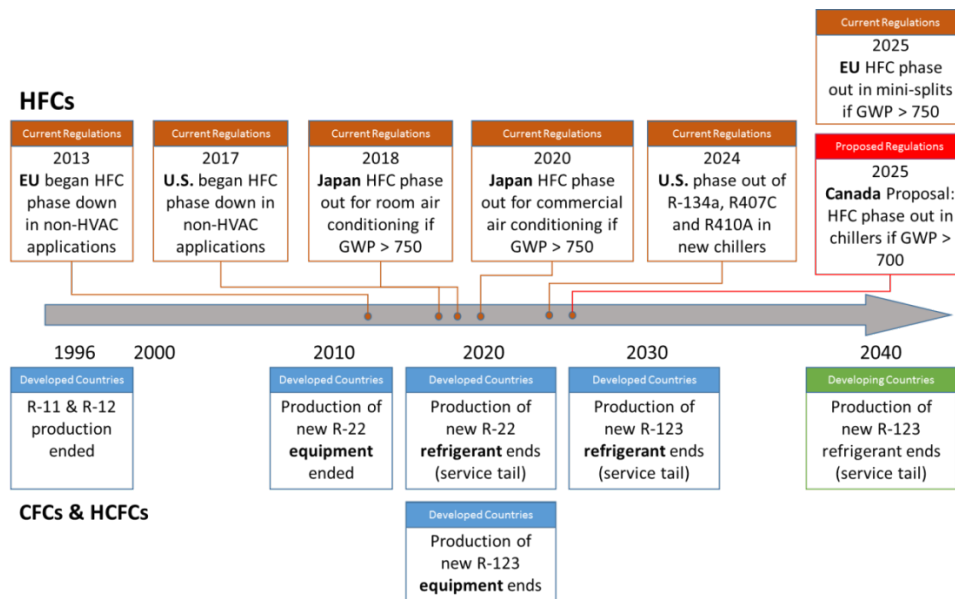 Current Regulations
2025
EU HFC phase
out in mini-splits
if GWP > 750
HFCs
Current Regulations
2013
EU began HFC
phase down
in non-HVAC
applications
Current Regulations
2017
U.S. began HFC
phase down in
non-HVAC
applications
Current Regulations
2018
Japan HFC phase
out for room air
conditioning if
GWP > 750
Current Regulations
2020
Japan HFC phase
out for commercial
air conditioning if
GWP > 750
Current Regulations
2024
U.S. phase out of
R-134a, R407C
and R410A in
new chillers
Proposed Regulations
2025
Canada Proposal:
HFC phase out in
chillers if GWP >
700
1996
2000
2010
2020
2030
2040
Developed Countries
R-11 & R-12
production
ended
Developed Countries
Production of
new R-22
equipment
ended
Developed Countries
Production of
new R-22
refrigerant ends
(service tail)
Developed Countries
Production of
new R-123
refrigerant ends
(service tail)
Developing Countries
Production of
new R-123
refrigerant ends
(service tail)
CFCs & HCFCs
Developed Countries
Production of
new R-123
equipment ends